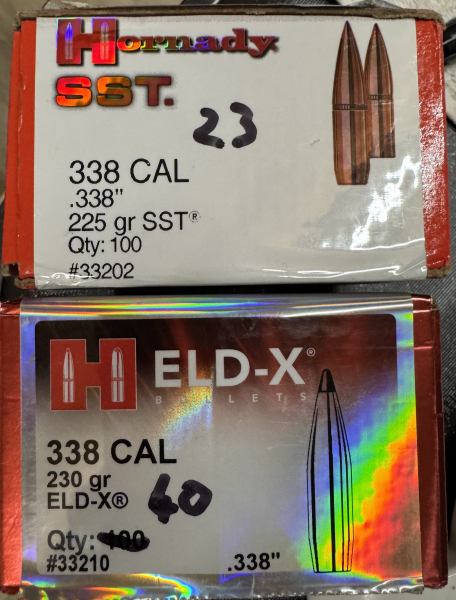 Hornady
SST.
23
338 CAL
.338"
225 gr SST®
Qty: 100
#33202
H ELD-X®
BULLETS
338 CAL
230 gr
ELD-X® 40
Qty: 100
#33210 .338"